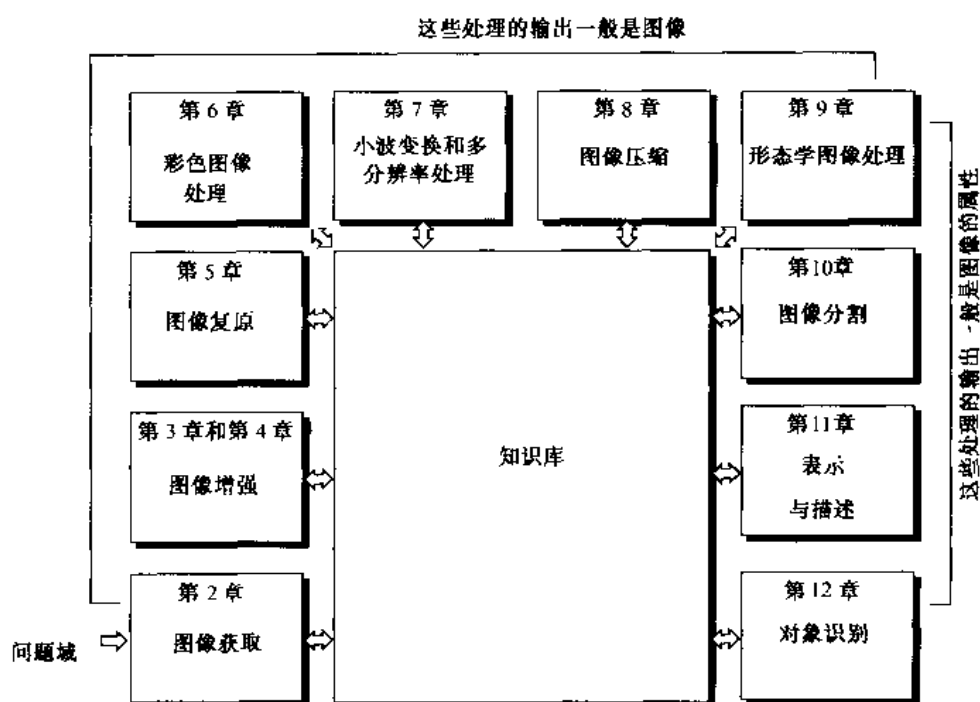 这些处理的输出一般是图像
第 6 章
彩色图像
处理
第 7 章
小波变换和多
分辨率处理
第 8 章
图像压缩
第 9 章
形态学图像处理
这些处理的输出一般是图像的属性
第 5 章
图像复原
第10章
图像分割
第 3 章和第 4 章
图像增强
知识库
第11章
表示
与描述
第 2 章
图像获取
第12章
对象识别
问题域